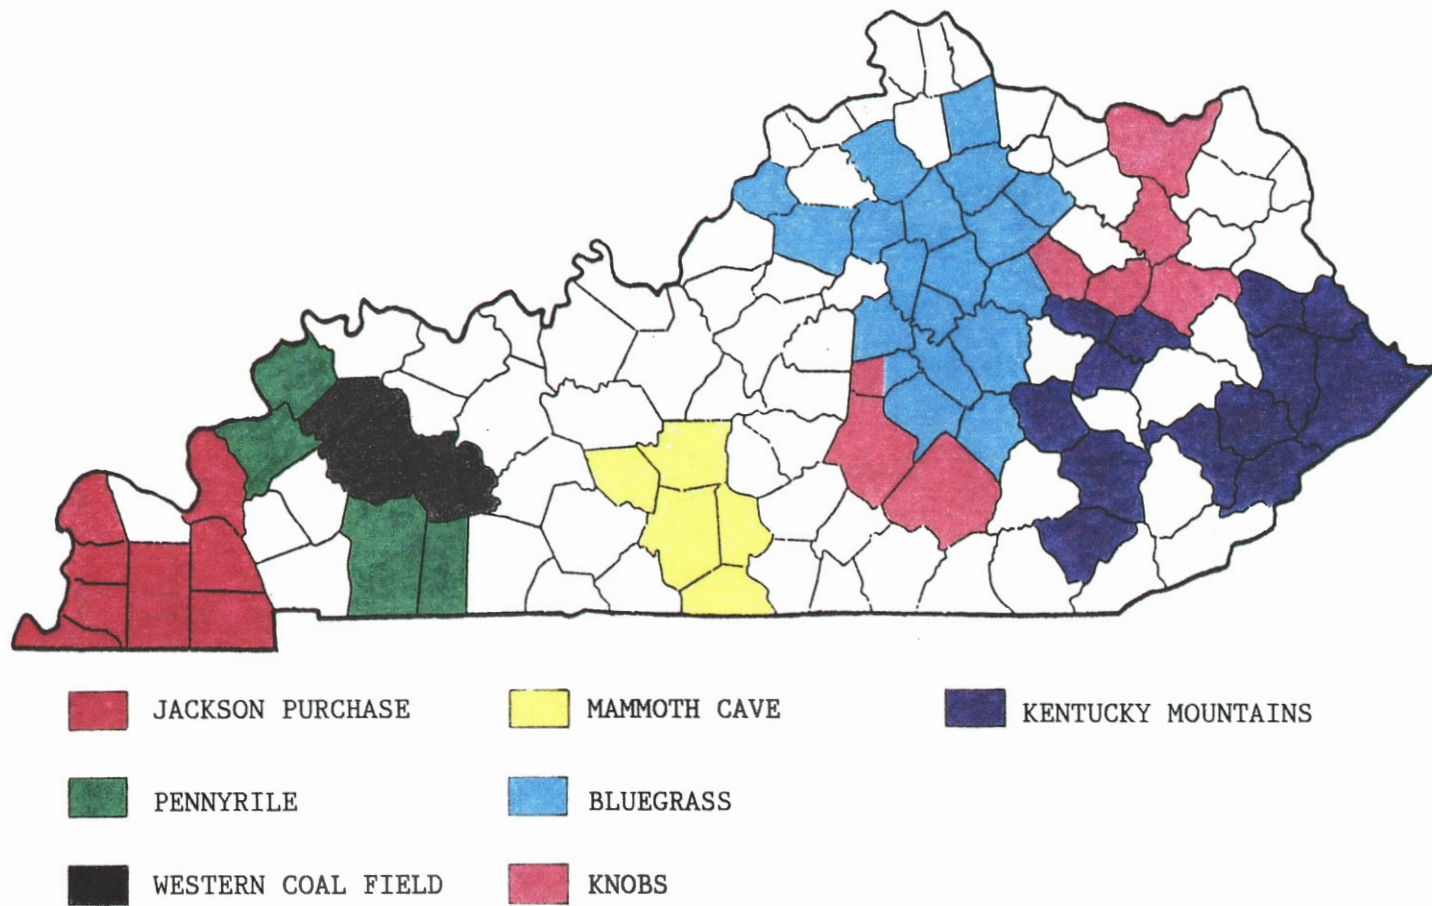 JACKSON PURCHASE
MAMMOTH CAVE
KENTUCKY MOUNTAINS
PENNYRILE
BLUEGRASS
WESTERN COAL FIELD
KNOBS